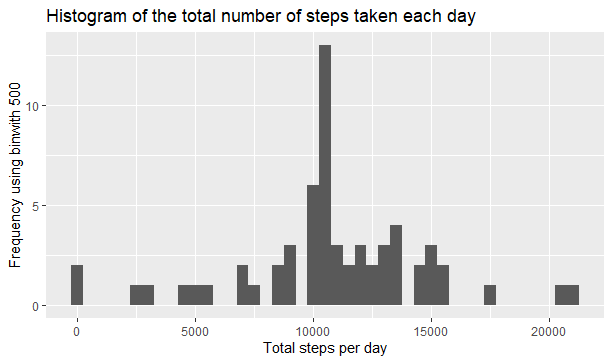 Histogram of the total number of steps taken each day
Frequency using binwith 500
10
5
0
0 5000 10000 15000 20000
Total steps per day